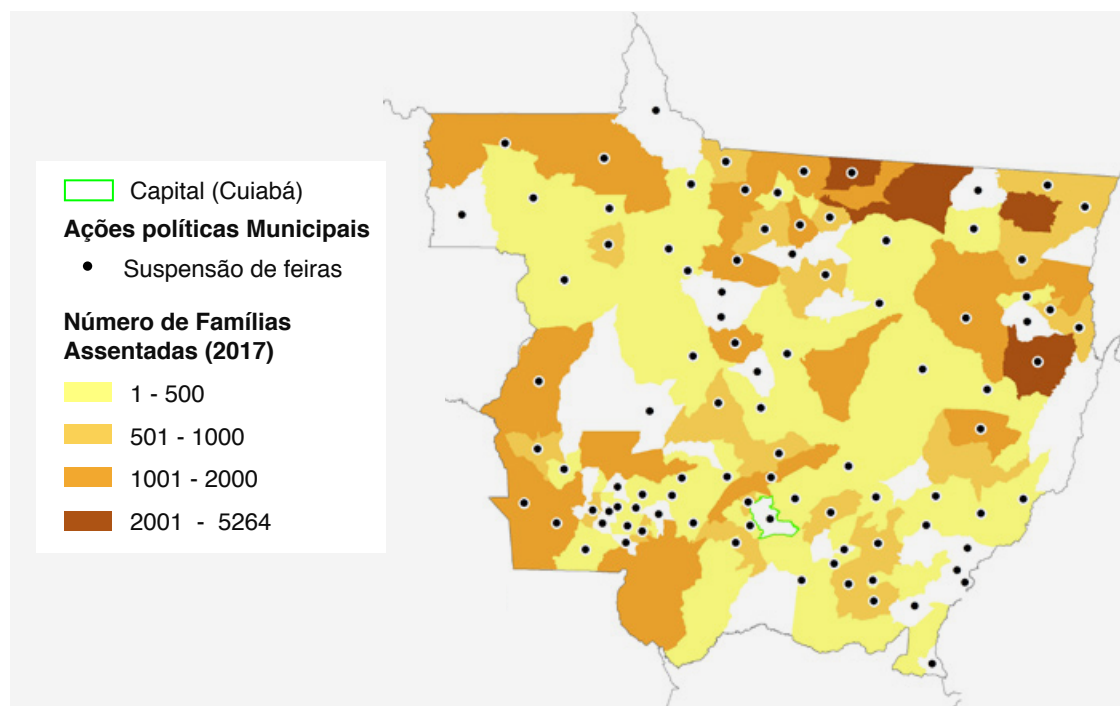 Capital (Cuiabá)
Ações políticas Municipais
Suspensão de feiras
Número de Famílias
Assentadas (2017)
1 - 500
501 - 1000
1001 - 2000
2001 - 5264